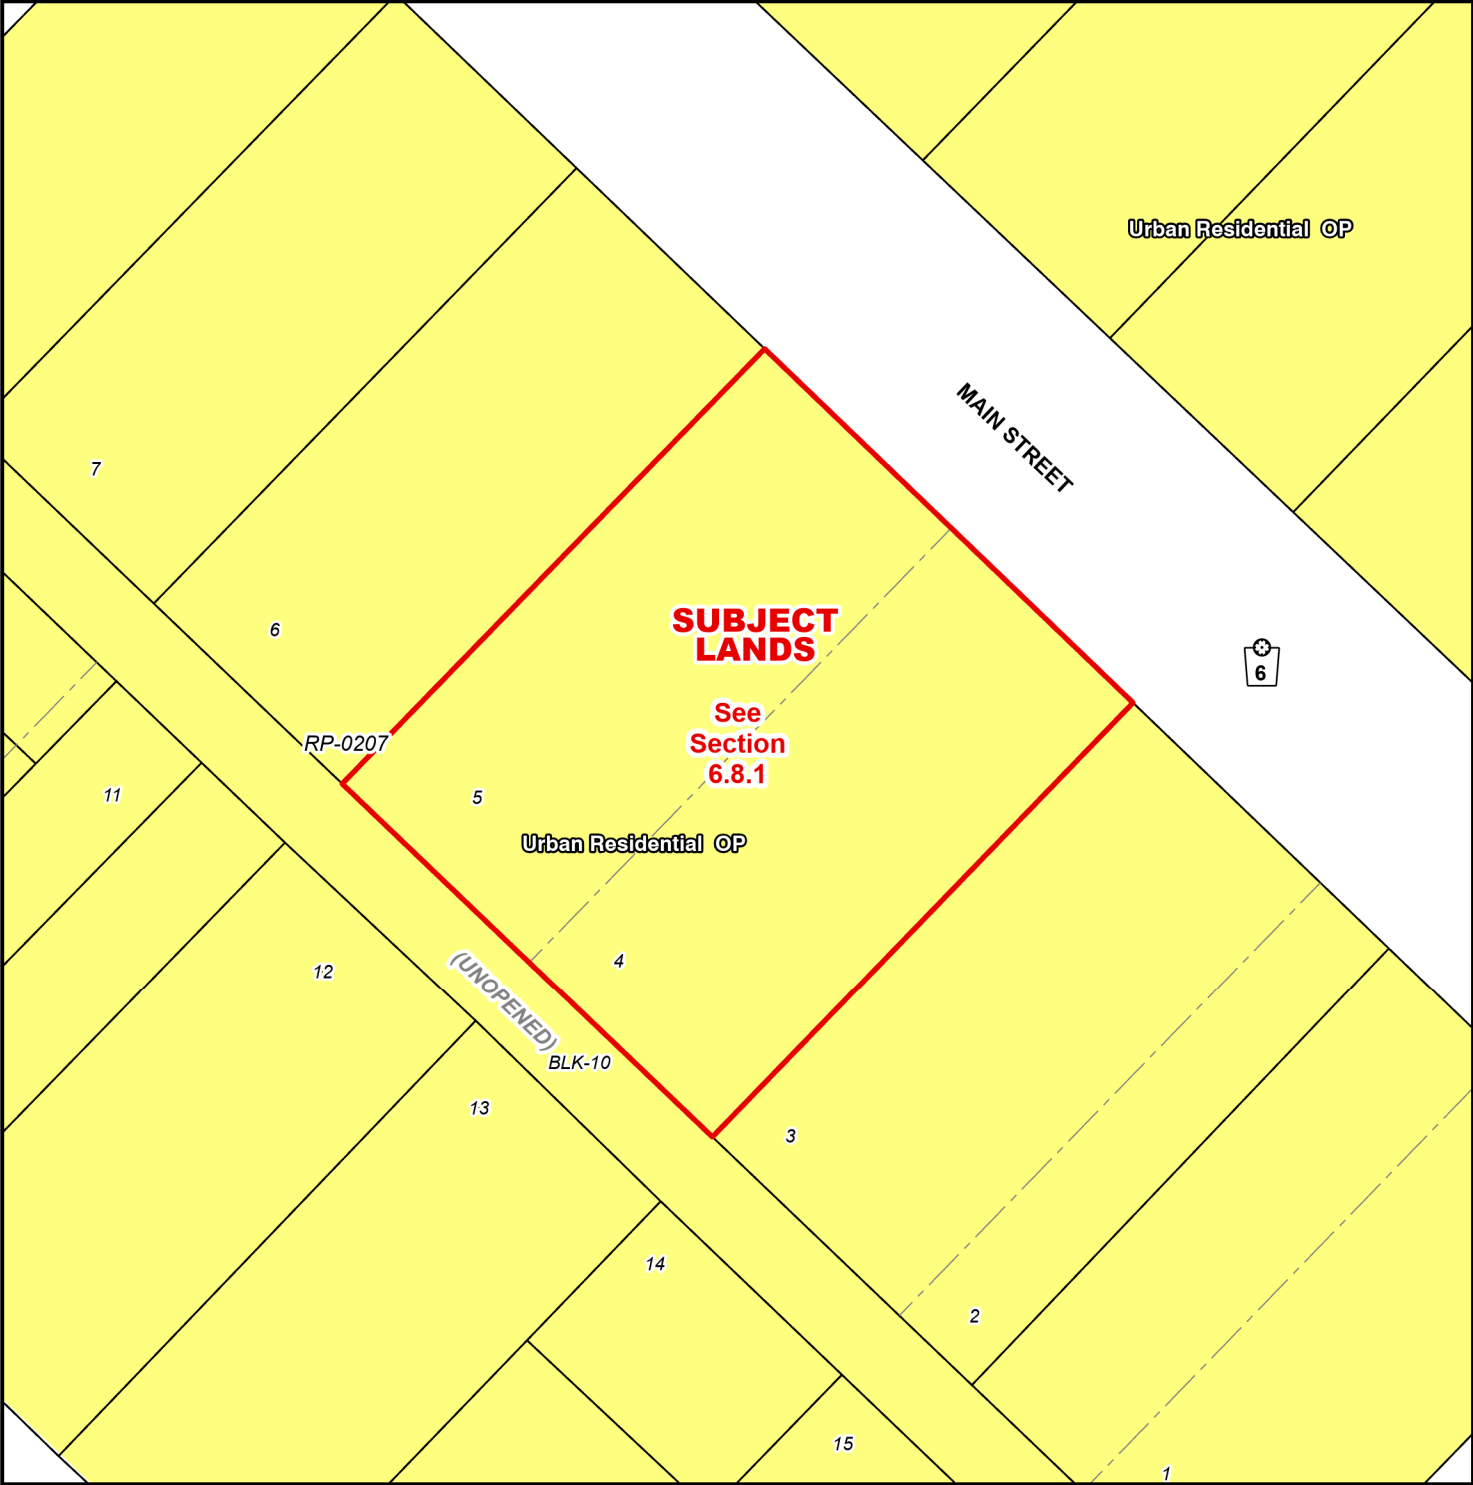 Urban Residential OP
MAIN STREET
7
SUBJECT
LANDS
6
6
See
Section
6.8.1
RP-0207
11
5
Urban Residential OP
4
12
(UNOPENED)
BLK-10
13
3
14
2
15
1